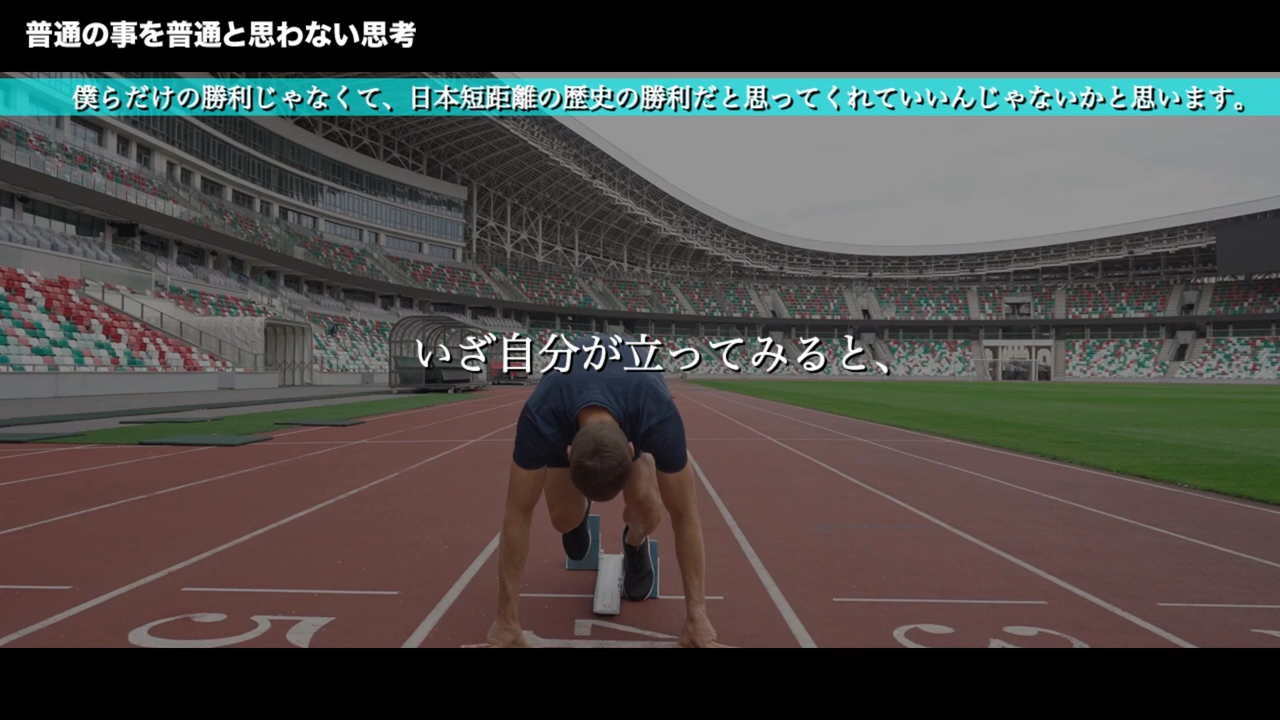 普通の事を普通と思わない思考
僕らだけの勝利じゃなくて、日本短距離の歴史の勝利だと思ってくれていいんじゃないかと思います。
いざ自分が立ってみると、
5
4
3